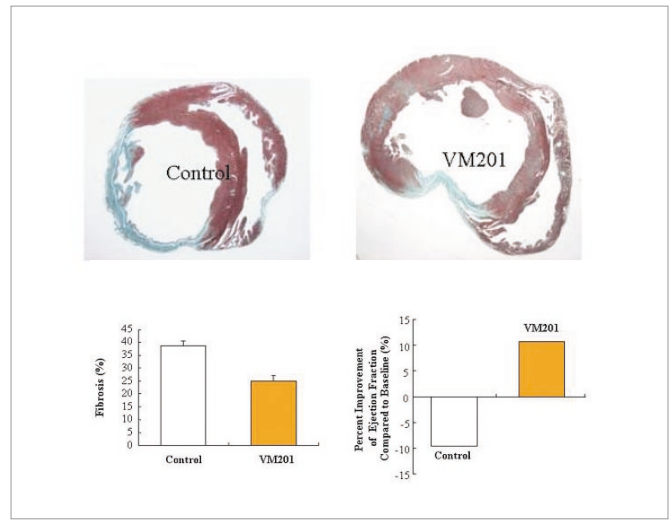 Control
VM201
45
40
35
30
25
20
15
10
5
0
Fibrosis (%)
Control
VM201
15
10
5
0
-5
-10
-15
Percent Improvement
of Ejection Fraction
Compared to Baseline (%)
VM201
Control